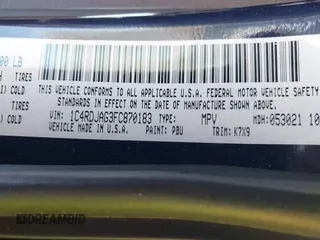 00 LB
H TIRES
) COLD
THIS VEHICLE CONFORMS TO ALL APPLICABLE U.S.A. FEDERAL MOTOR VEHICLE SAFETY,
H TIRES
STANDARDS IN EFFECT ON THE DATE OF MANUFACTURE SHOWN ABOVE.
I COLD
MANUFACTURED IN U.S.A.
VIN: 1C4RDJAG3FC870183 TYPE: MPV MDH: 053021 10
PAINT: PBU TRIM: K7X9
DREAMBID